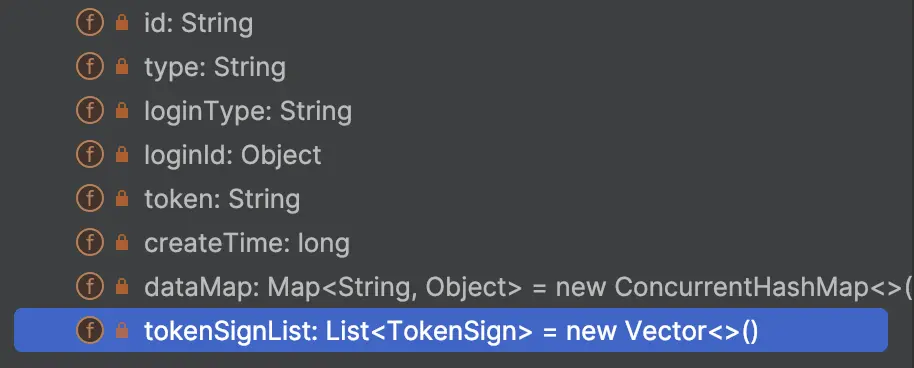 id: String
type: String
loginType: String
loginId: Object
token: String
createTime: long
dataMap: Map<String, Object> = new ConcurrentHashMap<>(
tokenSignList: List<TokenSign> = new Vector<>()